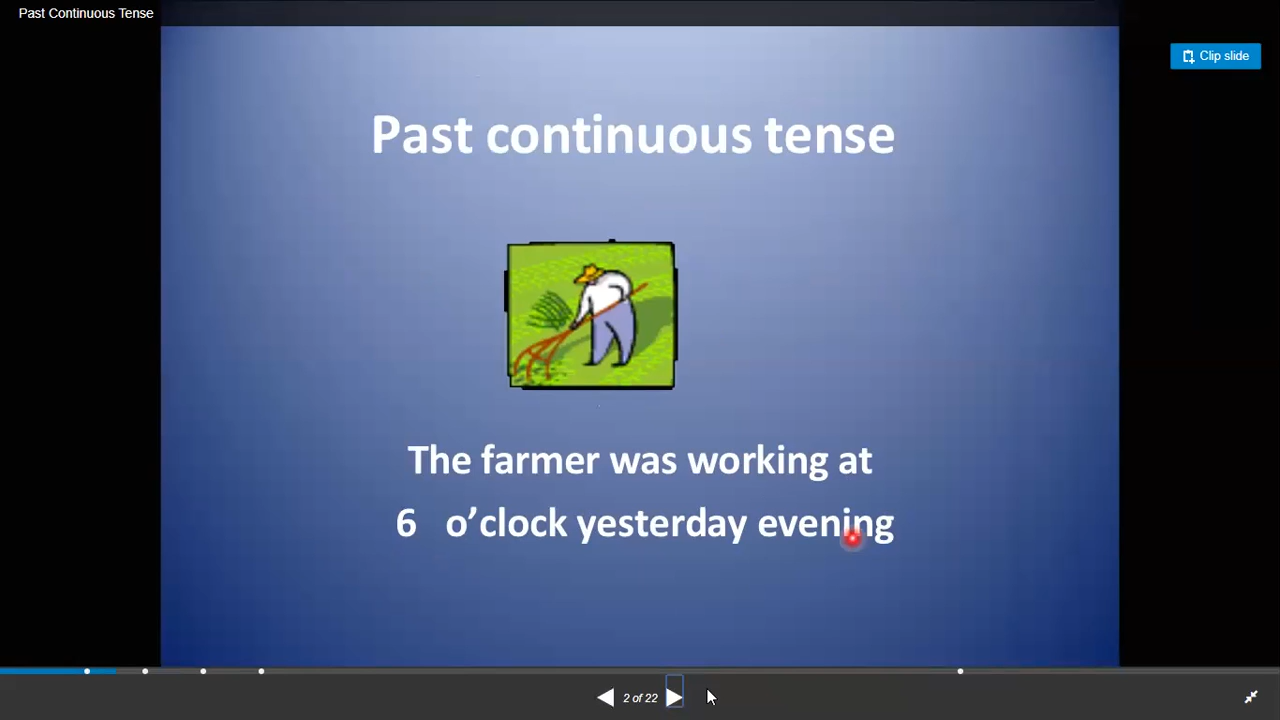 Past Continuous Tense
Clip slide
Past continuous tense
The farmer was working at
6 o’clock yesterday evening
2 of 22